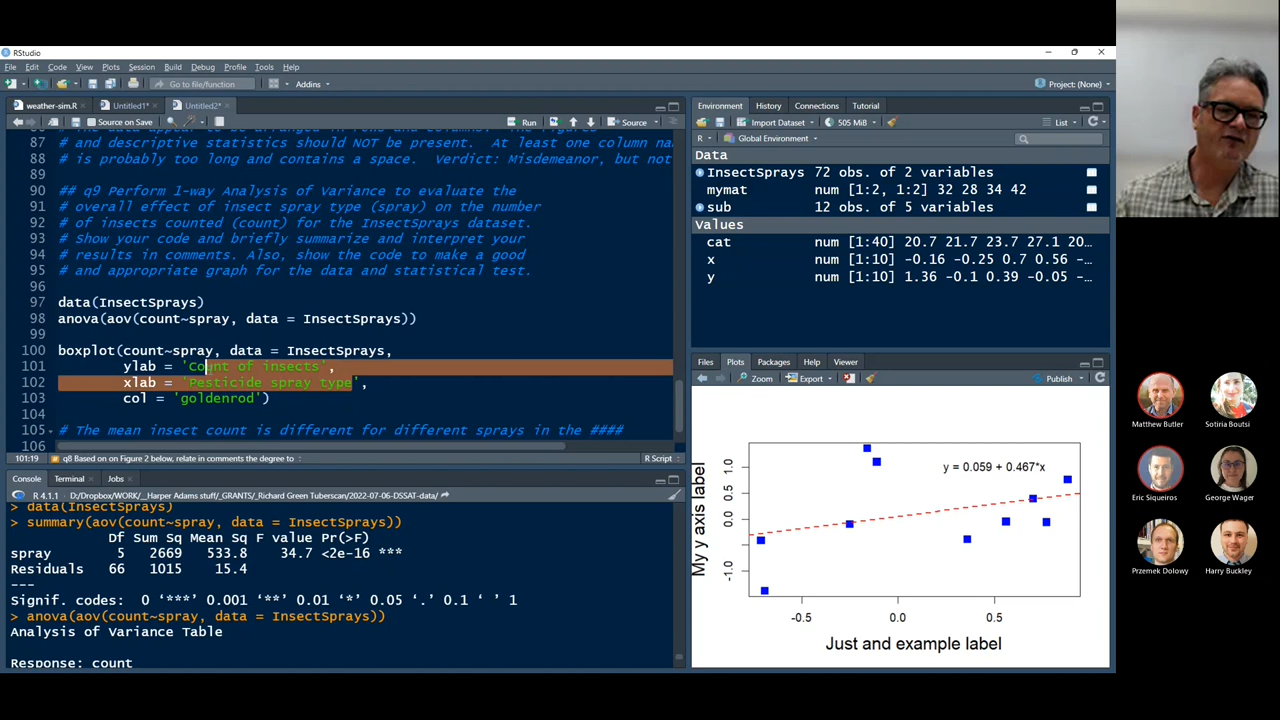 RStudio
File Edit Code View Plots Session Build Debug Profile Tools Help
Go to file/function Addins Project: (None)
weather-sim.R Untitled1* Untitled2*
Source on Save Run Source
87 # and descriptive statistics should NOT be present. At least one column na
88 # is probably too long and contains a space. Verdict: Misdemeanor, but not
89
90 ## q9 Perform 1-way Analysis of Variance to evaluate the
91 # overall effect of insect spray type (spray) on the number
92 # of insects counted (count) for the InsectSprays dataset.
93 # Show your code and briefly summarize and interpret your
94 # results in comments. Also, show the code to make a good
95 # and appropriate graph for the data and statistical test.
96
97 data(InsectSprays)
98 anova(aov(count~spray, data = InsectSprays))
99
100 boxplot(count~spray, data = InsectSprays,
101 ylab = 'Count of insects',
102 xlab = 'Pesticide spray type',
103 col = 'goldenrod')
104
105 # The mean insect count is different for different sprays in the ####
106
101:19 q8 Based on on Figure 2 below, relate in comments the degree to : R Script
Console Terminal Jobs
R 4.1.1 · D:/Dropbox/WORK/__Harper Adams stuff/_GRANTS/Richard Green Tuberscan/2022-07-06-DSSAT-data/
> data(InsectSprays)
> summary(aov(count~spray, data = InsectSprays))
Df Sum Sq Mean Sq F value Pr(>F)
spray 5 2669 533.8 34.7 <2e-16 ***
Residuals 66 1015 15.4
---
Signif. codes: 0 ‘***’ 0.001 ‘**’ 0.01 ‘*’ 0.05 ‘.’ 0.1 ‘ ’ 1
> anova(aov(count~spray, data = InsectSprays))
Analysis of Variance Table
Response: count
Environment History Connections Tutorial
Import Dataset 505 MiB List
R Global Environment
Data
InsectSprays 72 obs. of 2 variables
mymat num [1:2, 1:2] 32 28 34 42
sub 12 obs. of 5 variables
Values
cat num [1:40] 20.7 21.7 23.7 27.1 20...
x num [1:10] -0.16 -0.25 0.7 0.56 -...
y num [1:10] 1.36 -0.1 0.39 -0.05 -...
Files Plots Packages Help Viewer
Zoom Export Publish
My y axis label
1.0
0.5
0.0
-1.0
y = 0.059 + 0.467*x
-0.5 0.0 0.5
Just and example label
Matthew Butler Sotiria Boutsi
Eric Siqueiros George Wager
Przemek Dolowy Harry Buckley